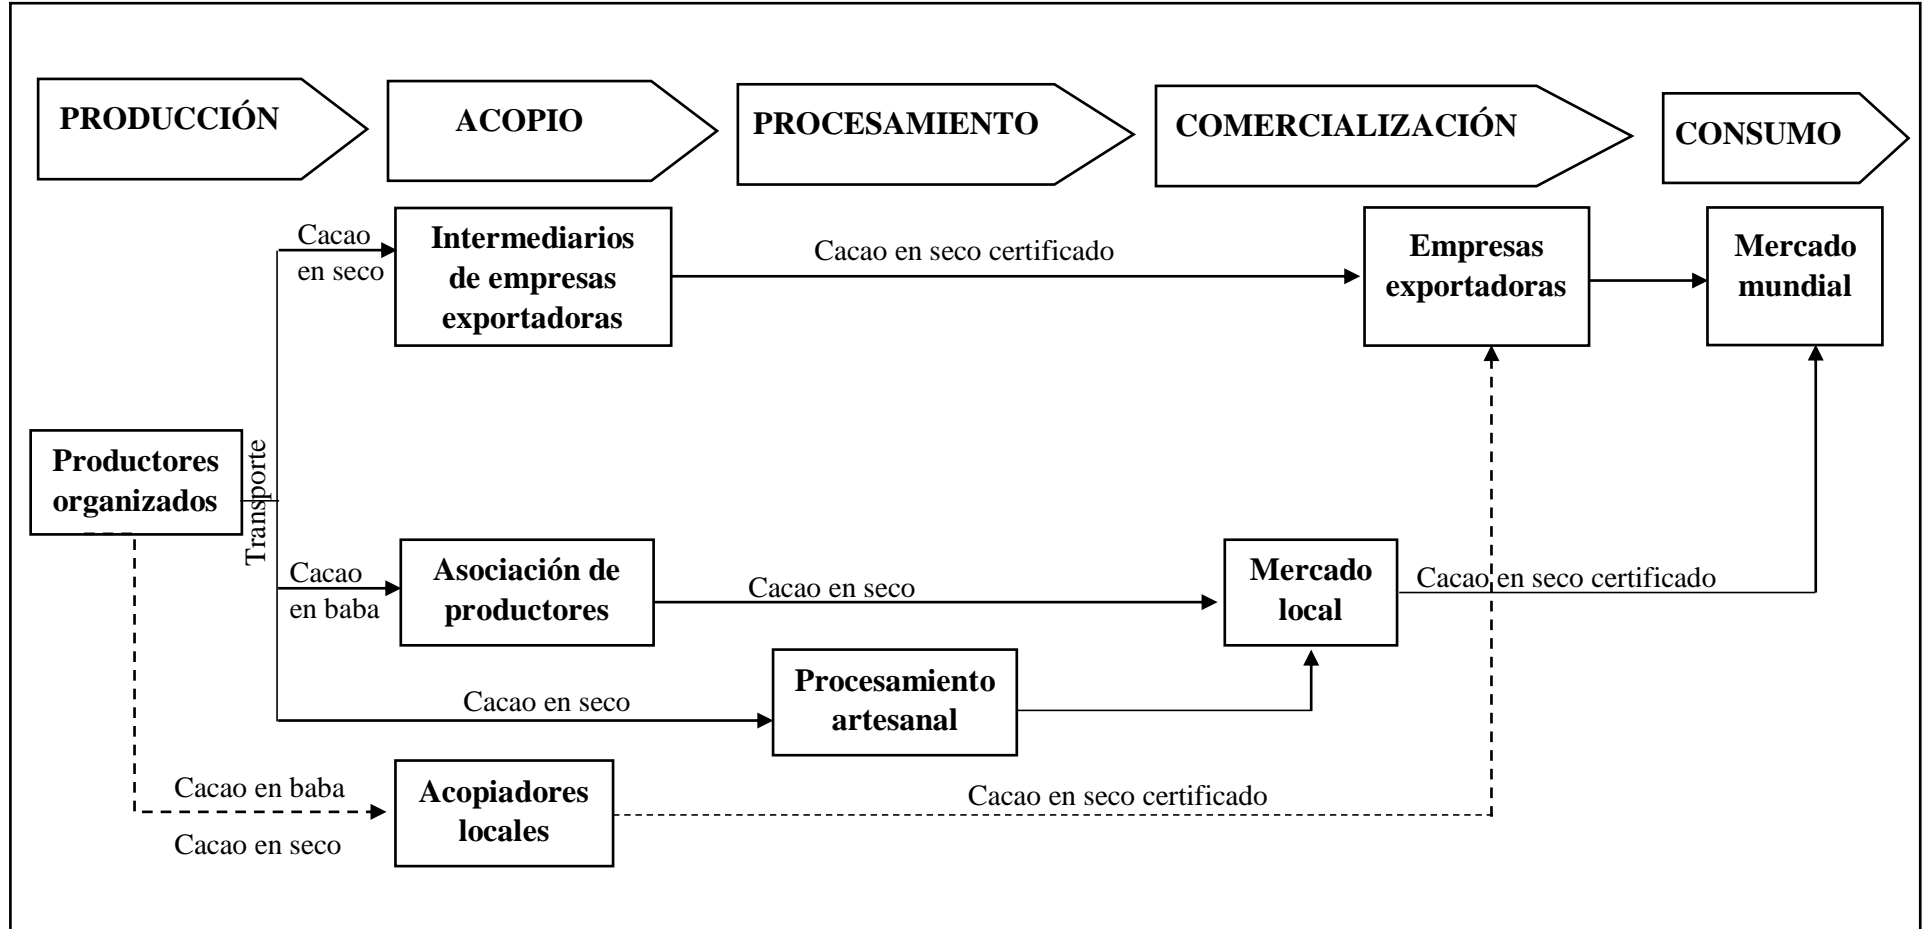 PRODUCCIÓN
ACOPIO
PROCESAMIENTO
COMERCIALIZACIÓN
CONSUMO
Cacao
en seco
Intermediarios
de empresas
exportadoras
Cacao en seco certificado
Empresas
exportadoras
Mercado
mundial
Productores
organizados
Transporte
Cacao
en baba
Asociación de
productores
Cacao en seco
Mercado
local
Cacao en seco certificado
Cacao en seco
Procesamiento
artesanal
Cacao en baba
Cacao en seco
Acopiadores
locales
Cacao en seco certificado